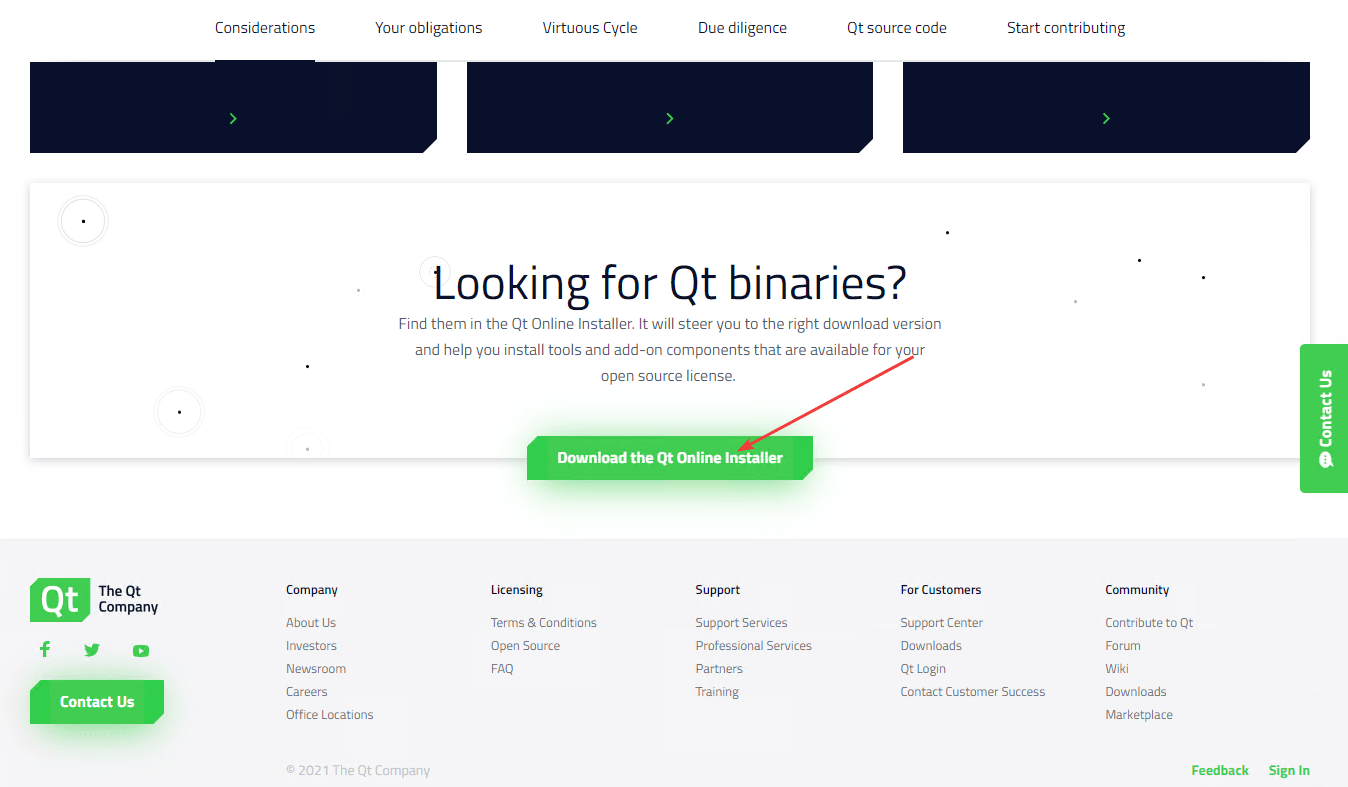 Considerations
Your obligations
Virtuous Cycle
Due diligence
Qt source code
Start contributing
Looking for Qt binaries?
Find them in the Qt Online Installer. It will steer you to the right download version
and help you install tools and add-on components that are available for your
open source license.
Download the Qt Online Installer
Contact Us
Qt
The Qt
Company
Contact Us
Company
About Us
Investors
Newsroom
Careers
Office Locations
Licensing
Terms & Conditions
Open Source
FAQ
Support
Support Services
Professional Services
Partners
Training
For Customers
Support Center
Downloads
Qt Login
Contact Customer Success
Community
Contribute to Qt
Forum
Wiki
Downloads
Marketplace
© 2021 The Qt Company
Feedback
Sign In